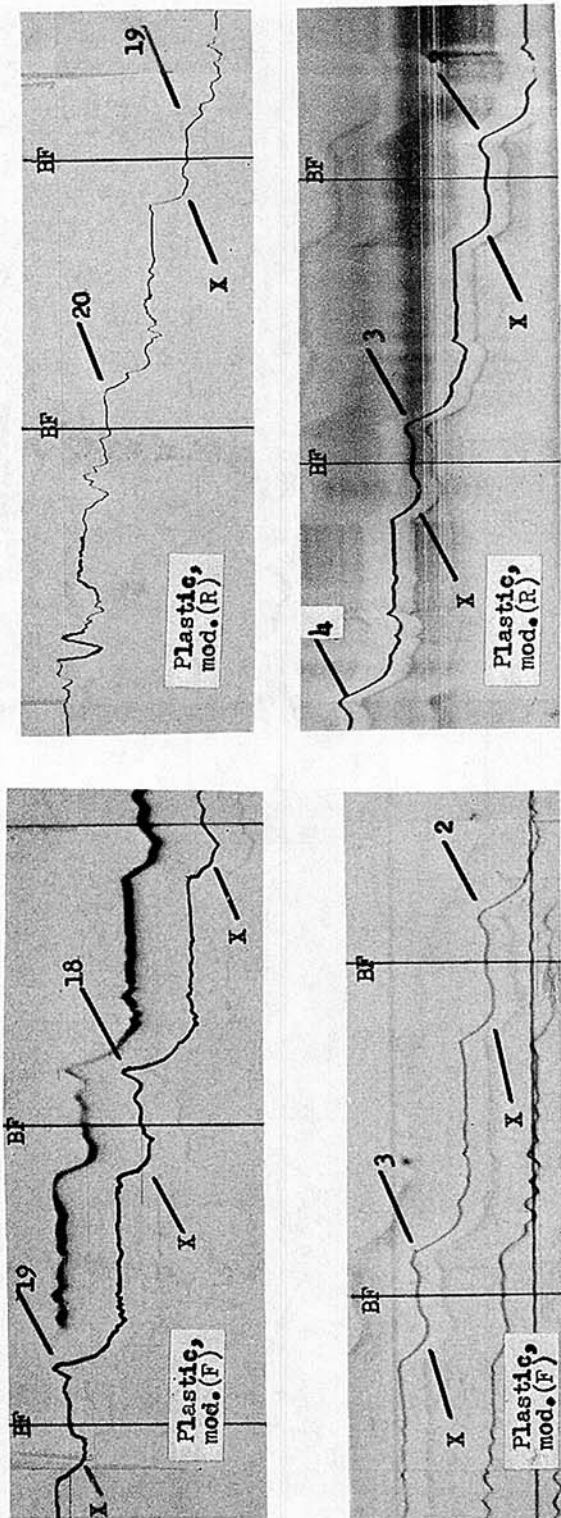 BF
19
X
Plastic,
mod.(F)
BF
18
X
X
Plastic,
mod.(R)
BF
20
X
BF
19
X
Plastic,
mod.(F)
BF
3
X
BF
2
4
X
Plastic,
mod.(R)
BF
3
X
BF